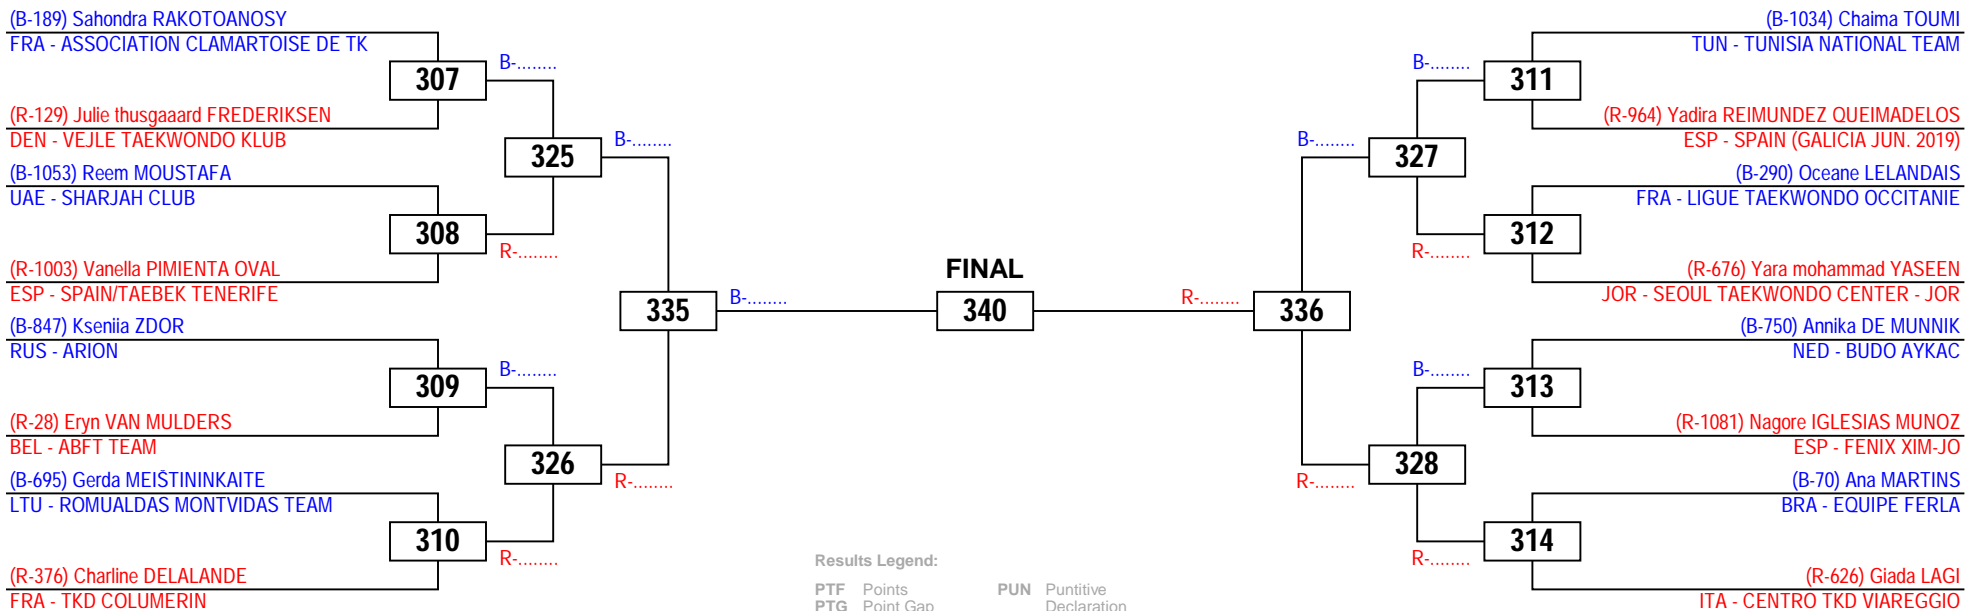 (B-189) Sahondra RAKOTOANOSY
FRA - ASSOCIATION CLAMARTOISE DE TK
307
B-........
(R-129) Julie thusgaaard FREDERIKSEN
DEN - VEJLE TAEKWONDO KLUB
325
B-........
(B-1053) Reem MOUSTAFA
UAE - SHARJAH CLUB
308
R-........
(R-1003) Vanella PIMIENTA OVAL
ESP - SPAIN/TAEBEK TENERIFE
335
B-........
(B-847) Kseniia ZDOR
RUS - ARION
309
B-........
(R-28) Eryn VAN MULDERS
BEL - ABFT TEAM
326
R-........
(B-695) Gerda MEIŠTININKAITE
LTU - ROMUALDAS MONTVIDAS TEAM
310
R-........
(R-376) Charline DELALANDE
FRA - TKD COLUMERIN
FINAL
340
(B-1034) Chaima TOUMI
TUN - TUNISIA NATIONAL TEAM
B-........
311
(R-964) Yadira REIMUNDEZ QUEIMADELOS
ESP - SPAIN (GALICIA JUN. 2019)
B-........
327
(B-290) Oceane LELANDAIS
FRA - LIGUE TAEKWONDO OCCITANIE
312
R-........
(R-676) Yara mohammad YASEEN
JOR - SEOUL TAEKWONDO CENTER - JOR
R-........
336
(B-750) Annika DE MUNNIK
NED - BUDO AYKAC
B-........
313
(R-1081) Nagore IGLESIAS MUNOZ
ESP - FENIX XIM-JO
328
R-........
(B-70) Ana MARTINS
BRA - EQUIPE FERLA
314
R-........
(R-626) Giada LAGI
ITA - CENTRO TKD VIAREGGIO
Results Legend:
PTF Points
PTG Point Gap
PUN Puntitive
Declaration